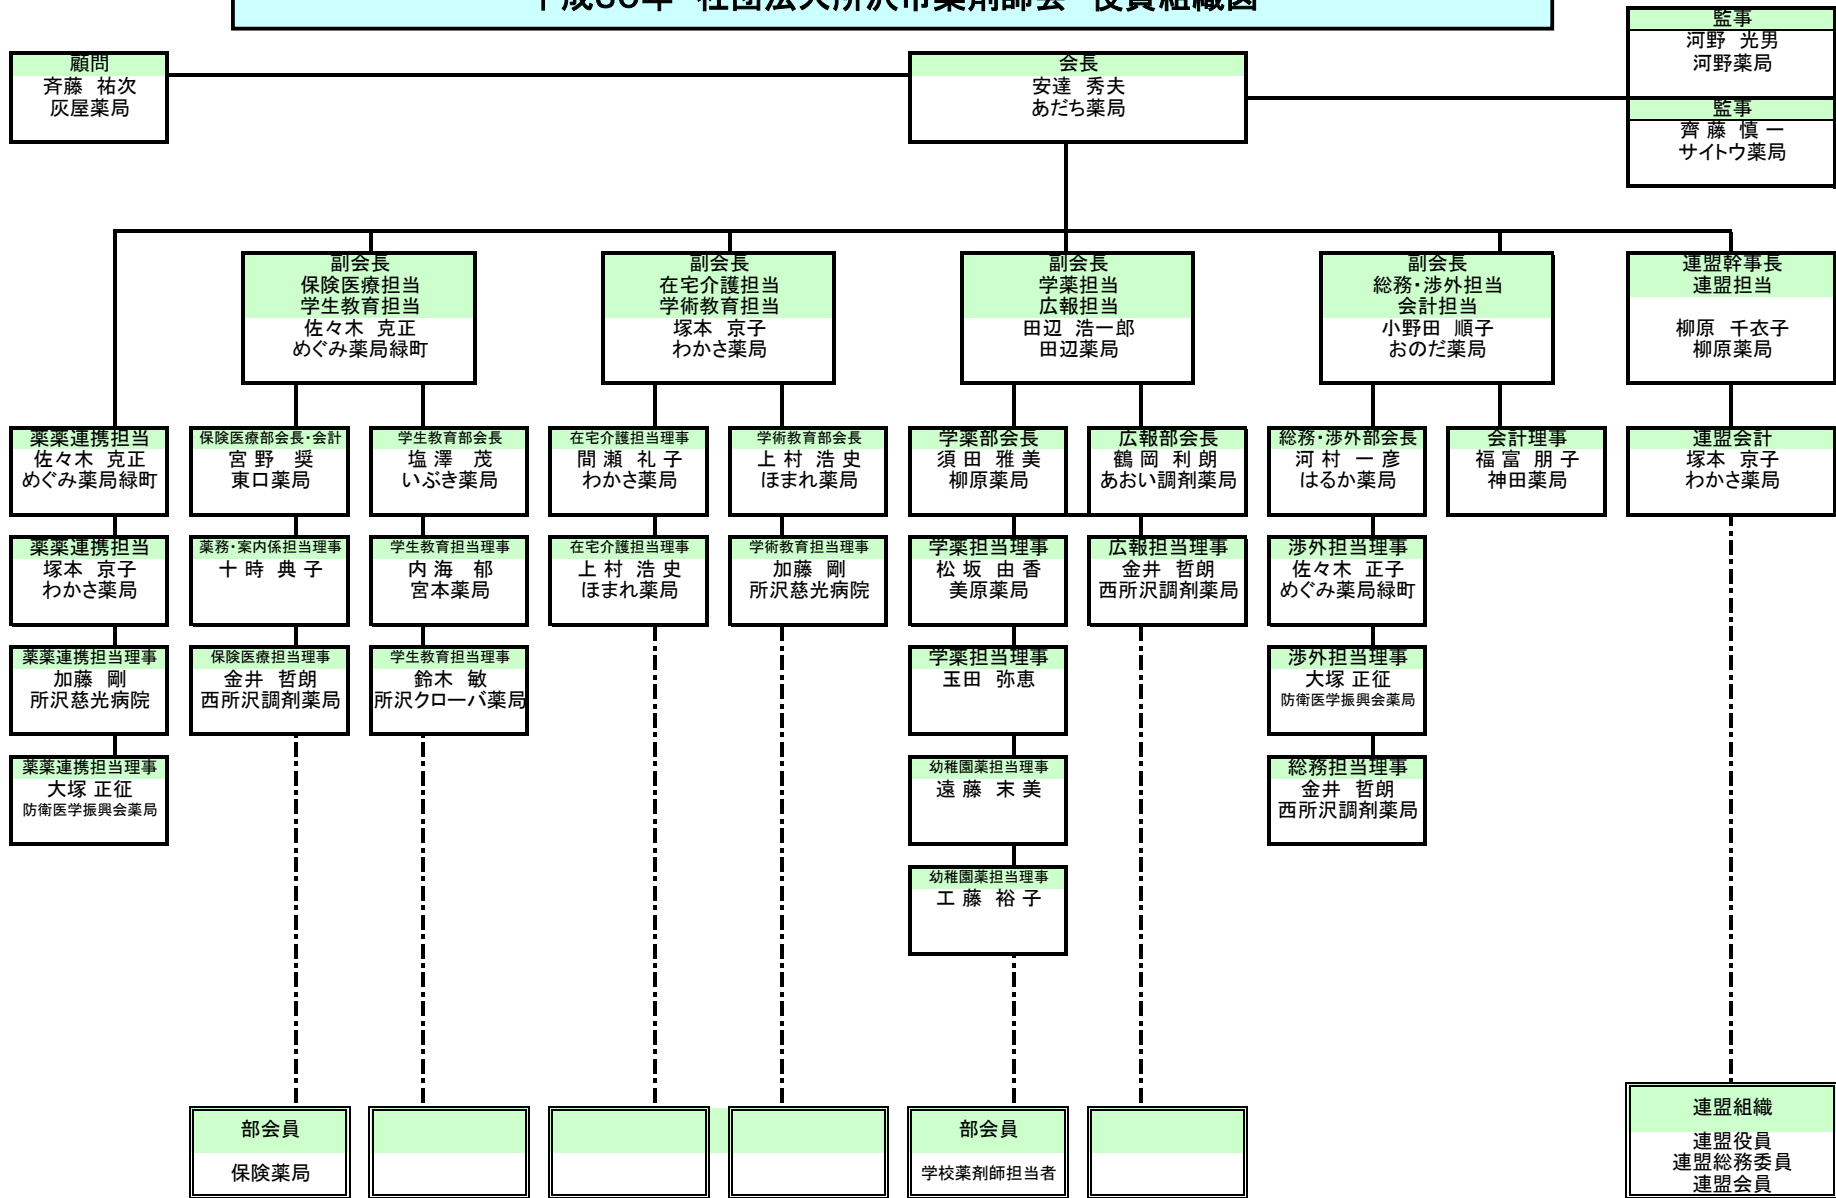 平成30年 社団法人所沢市薬剤師会 役員組織図
顧問
斉藤 祐次
灰屋薬局
会長
安達 秀夫
あだち薬局
監事
河野 光男
河野薬局
監事
齊 藤 慎 一
サイトウ薬局
副会長
保険医療担当
学生教育担当
佐々木 克正
めぐみ薬局緑町
副会長
在宅介護担当
学術教育担当
塚本 京子
わかさ薬局
副会長
学薬担当
広報担当
田辺 浩一郎
田辺薬局
副会長
総務・渉外担当
会計担当
小野田 順子
おのだ薬局
連盟幹事長
連盟担当
柳原 千衣子
柳原薬局
薬薬連携担当
佐々木 克正
めぐみ薬局緑町
保険医療部会長・会計
宮 野 奨
東口薬局
学生教育部会長
塩 澤 茂
いぶき薬局
在宅介護担当理事
間 瀬 礼 子
わかさ薬局
学術教育部会長
上 村 浩 史
ほまれ薬局
学薬部会長
須 田 雅 美
柳原薬局
広報部会長
鶴 岡 利 朗
あおい調剤薬局
総務・渉外部会長
河 村 一 彦
はるか薬局
会計理事
福 富 朋 子
神田薬局
連盟会計
塚本 京子
わかさ薬局
薬薬連携担当
塚本 京子
わかさ薬局
薬務・案内係担当理事
十 時 典 子
学生教育担当理事
内 海 郁
宮本薬局
在宅介護担当理事
上 村 浩 史
ほまれ薬局
学術教育担当理事
加藤 剛
所沢慈光病院
学薬担当理事
松 坂 由 香
美原薬局
広報担当理事
金井 哲朗
西所沢調剤薬局
渉外担当理事
佐々木 正子
めぐみ薬局緑町
薬薬連携担当理事
加藤 剛
所沢慈光病院
保険医療担当理事
金井 哲朗
西所沢調剤薬局
学生教育担当理事
鈴木 敏
所沢クローバ薬局
学薬担当理事
玉田 弥恵
渉外担当理事
大塚 正征
防衛医学振興会薬局
薬薬連携担当理事
大塚 正征
防衛医学振興会薬局
幼稚園薬担当理事
遠 藤 末 美
総務担当理事
金井 哲朗
西所沢調剤薬局
幼稚園薬担当理事
工 藤 裕 子
部会員
保険薬局
部会員
学校薬剤師担当者
連盟組織
連盟役員
連盟総務委員
連盟会員